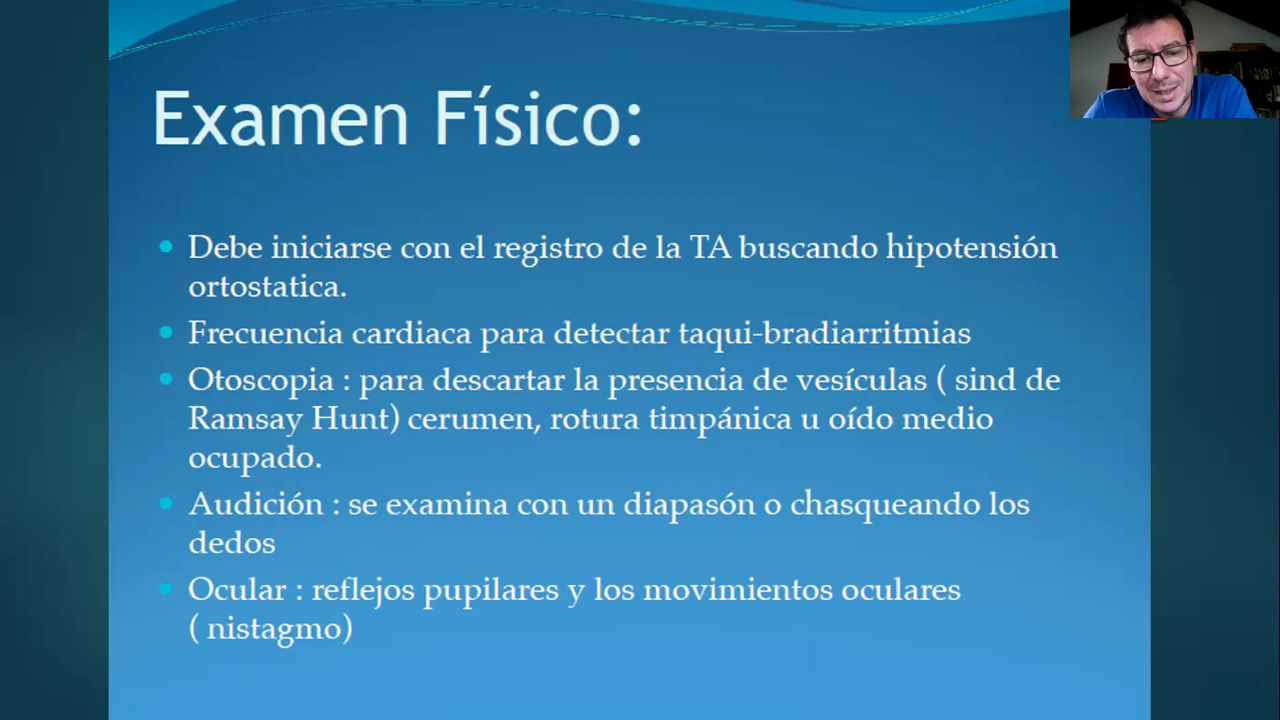 Examen Físico:
Debe iniciarse con el registro de la TA buscando hipotensión
ortostatica.
Frecuencia cardiaca para detectar taqui-bradiarritmias
Otoscopia : para descartar la presencia de vesículas ( sind de
Ramsay Hunt) cerumen, rotura timpánica u oído medio
ocupado.
Audición : se examina con un diapasón o chasqueando los
dedos
Ocular : reflejos pupilares y los movimientos oculares
( nistagmo)